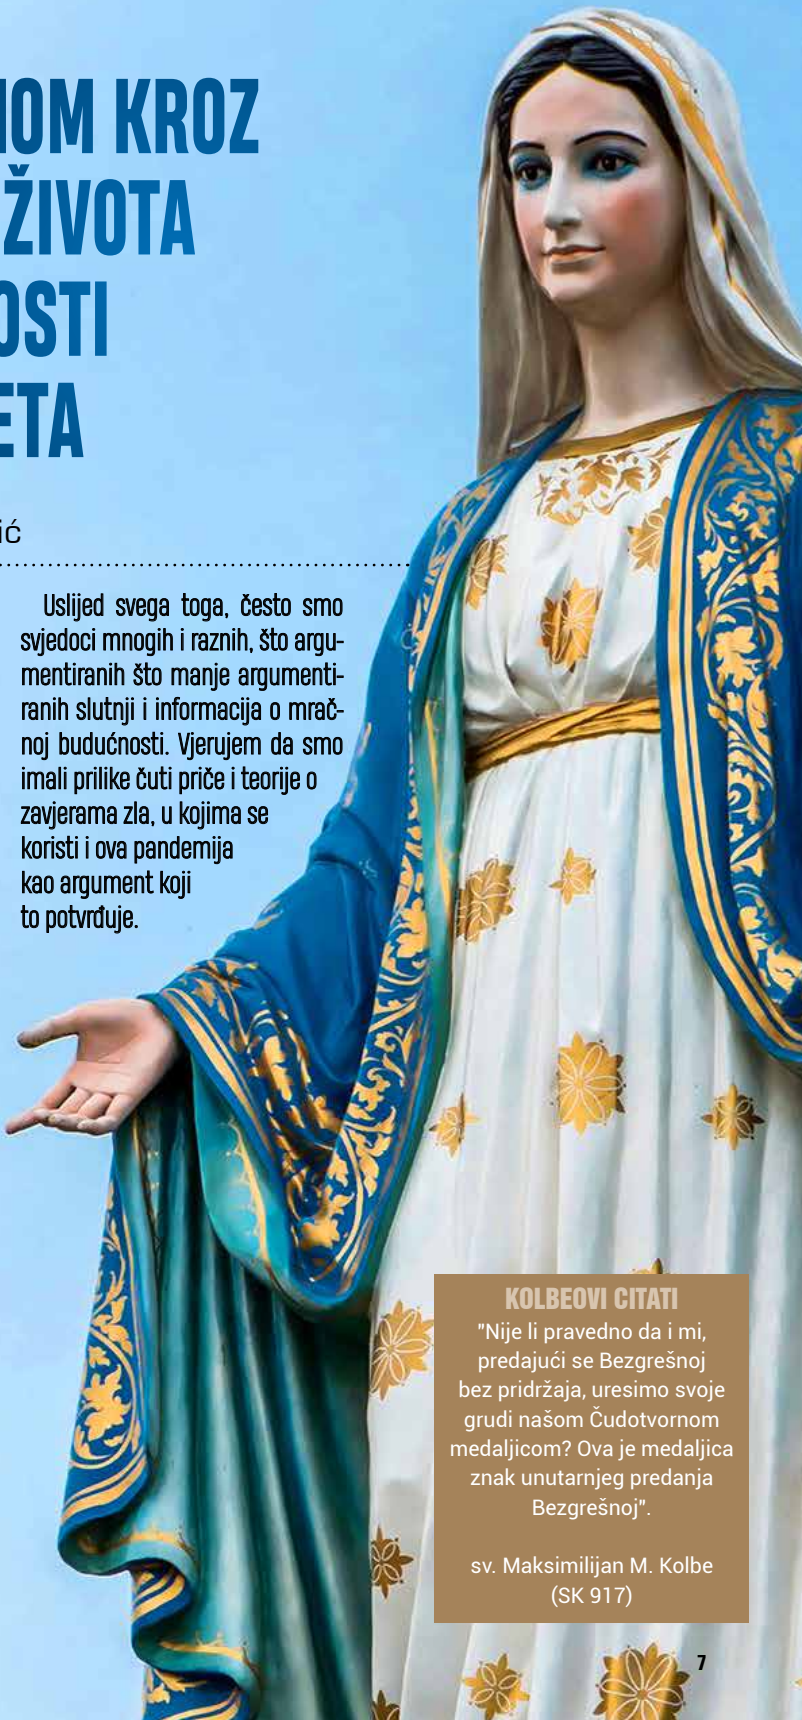 NOM KROZ
ŽIVOTA
OSTI
ETA
ić
Uslijed svega toga, često smo
svjedoci mnogih i raznih, što argu-
mentiranih što manje argumenti-
ranih slutnji i informacija o mrač-
noj budućnosti. Vjerujem da smo
imali prilike čuti priče i teorije o
zavjerama zla, u kojima se
koristi i ova pandemija
kao argument koji
to potvrđuje.
KOLBEOVI CITATI
"Nije li pravedno da i mi,
predajući se Bezgrešnoj
bez pridržaja, uresimo svoje
grudi našom Čudotvornom
medaljicom? Ova je medaljica
znak unutarnjeg predanja
Bezgrešnoj".
sv. Maksimilijan M. Kolbe
(SK 917)
7